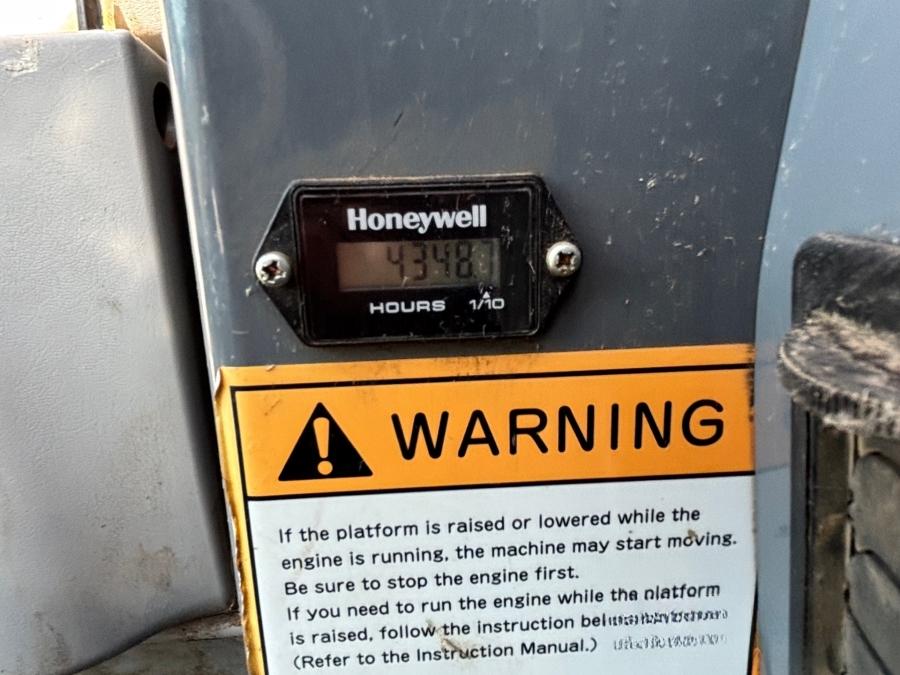 Honeywell
4348.7
HOURS 1/10
WARNING
If the platform is raised or lowered while the
engine is running, the machine may start moving.
Be sure to stop the engine first.
If you need to run the engine while the platform
is raised, follow the instruction
(Refer to the Instruction Manual.)